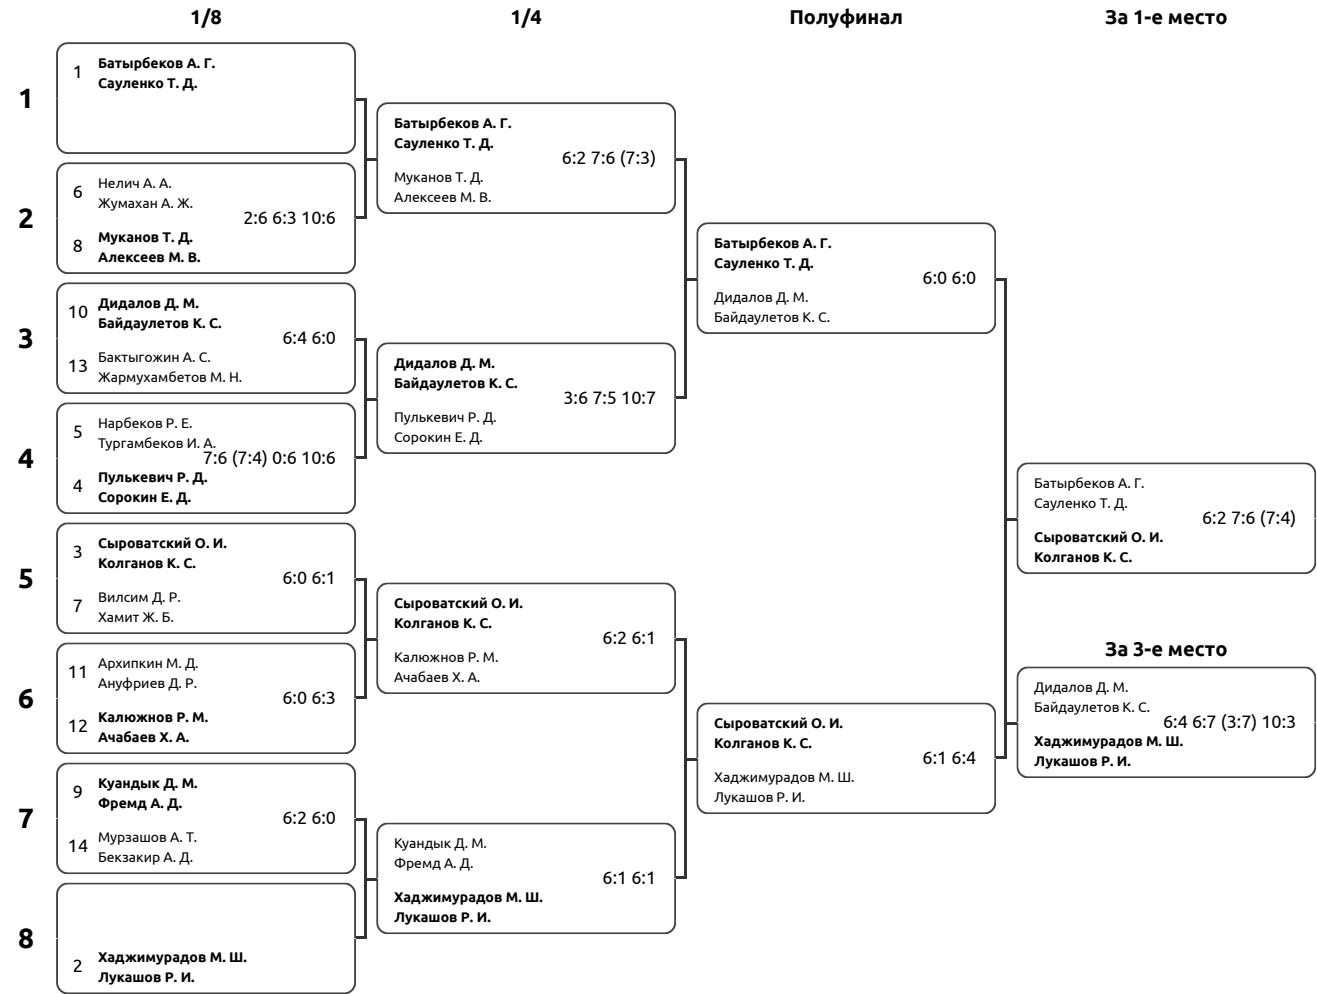 1/8
1/4
Полуфинал
За 1-е место
1
1
Батырбеков А. Г.
Сауленко Т. Д.
2
6
Нелич А. А.
Жумахан А. Ж.
2:6 6:3 10:6
8
Муканов Т. Д.
Алексеев М. В.
3
10
Дидалов Д. М.
Байдаулетов К. С.
6:4 6:0
13
Бактыгожин А. С.
Жармухамбетов М. Н.
4
5
Нарбеков Р. Е.
Тургамбеков И. А.
7:6 (7:4) 0:6 10:6
4
Пулькевич Р. Д.
Сорокин Е. Д.
5
3
Сыроватский О. И.
Колганов К. С.
6:0 6:1
7
Вилсим Д. Р.
Хамит Ж. Б.
6
11
Архипкин М. Д.
Ануфриев Д. Р.
6:0 6:3
12
Калюжнов Р. М.
Ачабаев Х. А.
7
9
Куандык Д. М.
Фремд А. Д.
6:2 6:0
14
Мурзашов А. Т.
Бекзакир А. Д.
8
2
Хаджимурадов М. Ш.
Лукашов Р. И.
Батырбеков А. Г.
Сауленко Т. Д.
6:2 7:6 (7:3)
Муканов Т. Д.
Алексеев М. В.
Дидалов Д. М.
Байдаулетов К. С.
3:6 7:5 10:7
Пулькевич Р. Д.
Сорокин Е. Д.
Сыроватский О. И.
Колганов К. С.
6:2 6:1
Калюжнов Р. М.
Ачабаев Х. А.
Куандык Д. М.
Фремд А. Д.
6:1 6:1
Хаджимурадов М. Ш.
Лукашов Р. И.
Батырбеков А. Г.
Сауленко Т. Д.
6:0 6:0
Дидалов Д. М.
Байдаулетов К. С.
Сыроватский О. И.
Колганов К. С.
6:1 6:4
Хаджимурадов М. Ш.
Лукашов Р. И.
Батырбеков А. Г.
Сауленко Т. Д.
6:2 7:6 (7:4)
Сыроватский О. И.
Колганов К. С.
За 3-е место
Дидалов Д. М.
Байдаулетов К. С.
6:4 6:7 (3:7) 10:3
Хаджимурадов М. Ш.
Лукашов Р. И.